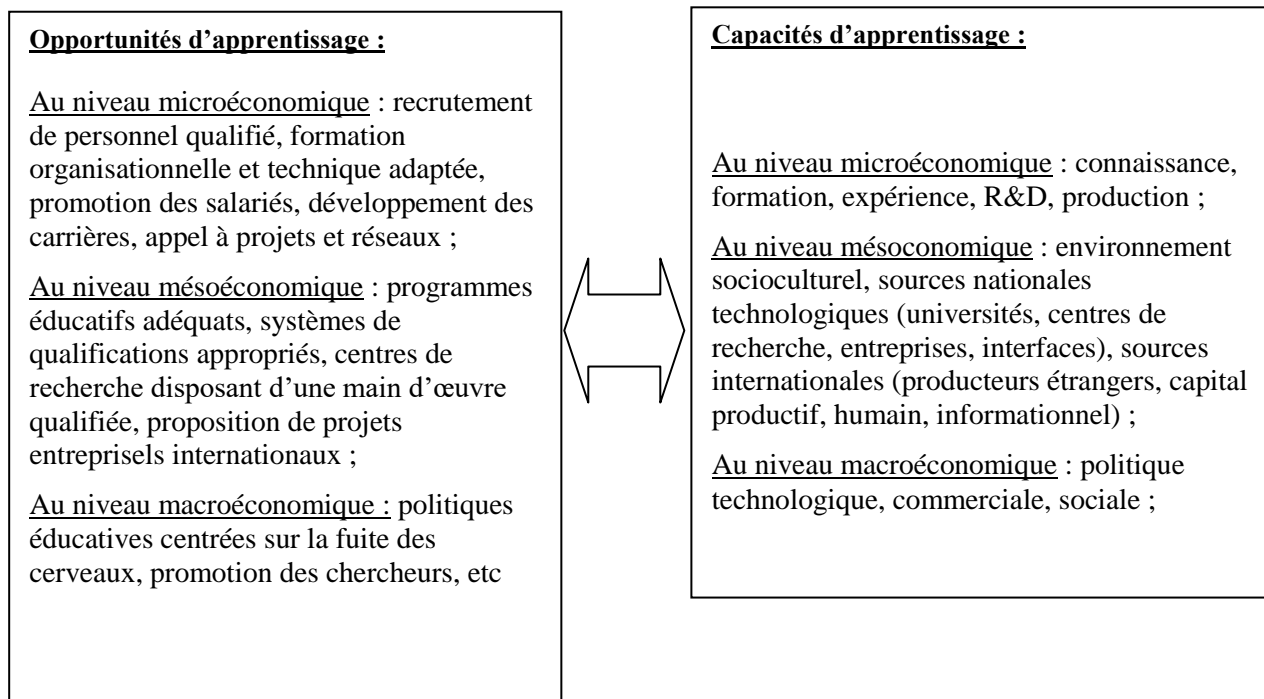 Opportunités d’apprentissage :
Au niveau microéconomique : recrutement
de personnel qualifié, formation
organisationnelle et technique adaptée,
promotion des salariés, développement des
carrières, appel à projets et réseaux ;
Au niveau mésoéconomique : programmes
éducatifs adéquats, systèmes de
qualifications appropriés, centres de
recherche disposant d’une main d’œuvre
qualifiée, proposition de projets
entreprisels internationaux ;
Au niveau macroéconomique : politiques
éducatives centrées sur la fuite des
cerveaux, promotion des chercheurs, etc
Capacités d’apprentissage :
Au niveau microéconomique : connaissance,
formation, expérience, R&D, production ;
Au niveau mésoconomique : environnement
socioculturel, sources nationales
technologiques (universités, centres de
recherche, entreprises, interfaces), sources
internationales (producteurs étrangers, capital
productif, humain, informationnel) ;
Au niveau macroéconomique : politique
technologique, commerciale, sociale ;